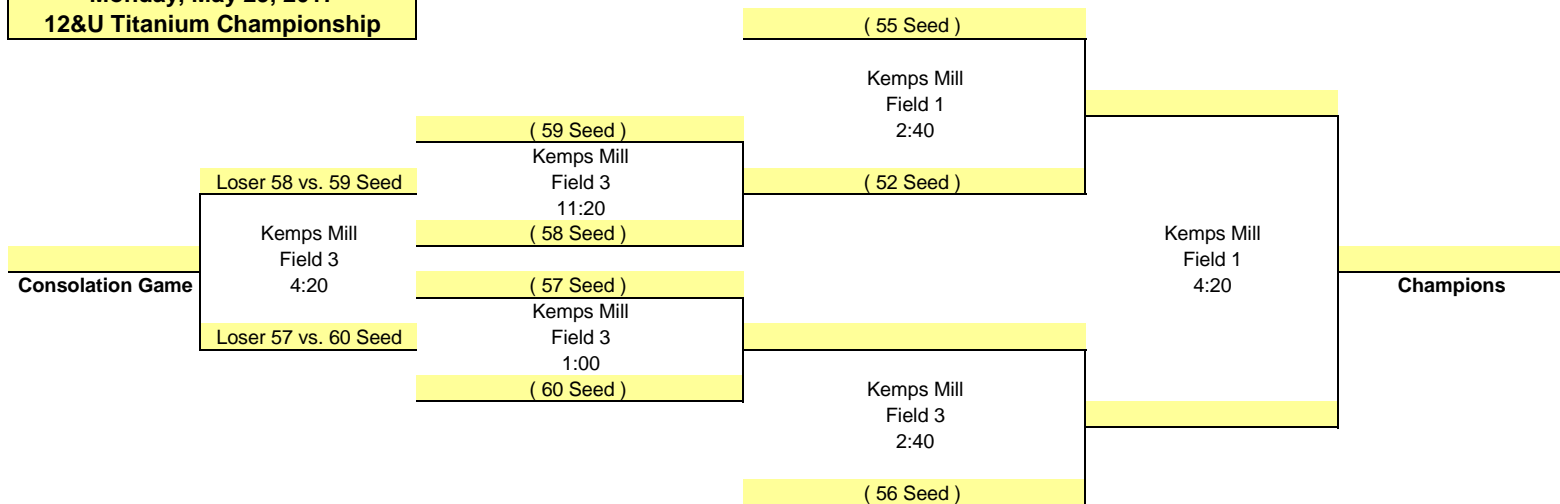 Monday, May
12&U Titanium Championship
( 55 Seed )
Kemps Mill
Field 1
2:40
( 59 Seed )
Kemps Mill
Field 3
11:20
Loser 58 vs. 59 Seed
( 52 Seed )
( 58 Seed )
Kemps Mill
Field 3
4:20
Consolation Game
Kemps Mill
Field 1
4:20
Champions
( 57 Seed )
Kemps Mill
Field 3
1:00
Loser 57 vs. 60 Seed
( 60 Seed )
Kemps Mill
Field 3
2:40
( 56 Seed )